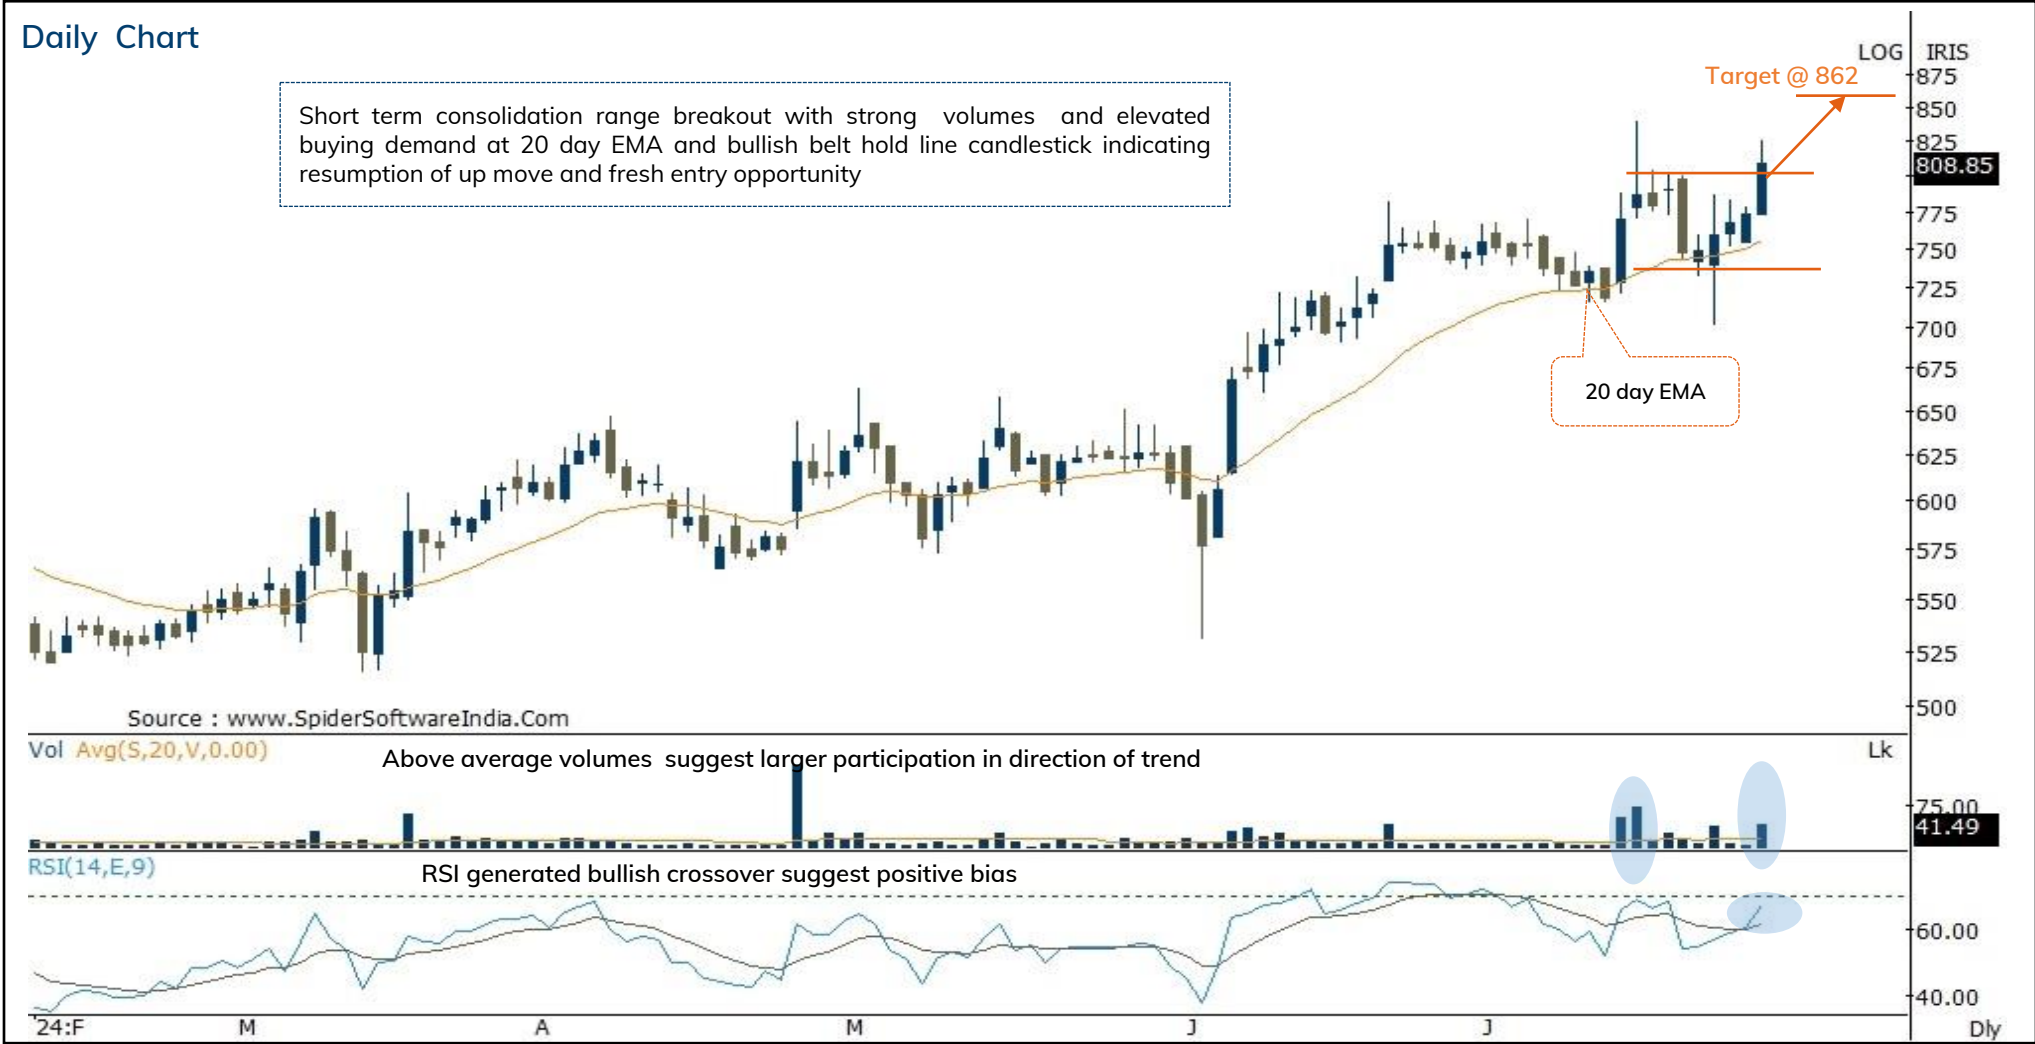 Daily Chart
LOG IRIS
Target @ 862
875
Short term consolidation range breakout with strong volumes and elevated
buying demand at 20 day EMA and bullish belt hold line candlestick indicating
resumption of up move and fresh entry opportunity
850
825
808.85
775
750
725
700
675
20 day EMA
650
625
600
575
550
525
500
Source : www.SpiderSoftwareIndia.Com
Vol Avg(S,20,V,0.00)
Above average volumes suggest larger participation in direction of trend
Lk
75.00
41.49
RSI(14,E,9)
RSI generated bullish crossover suggest positive bias
60.00
40.00
24:F M A M J J Dly